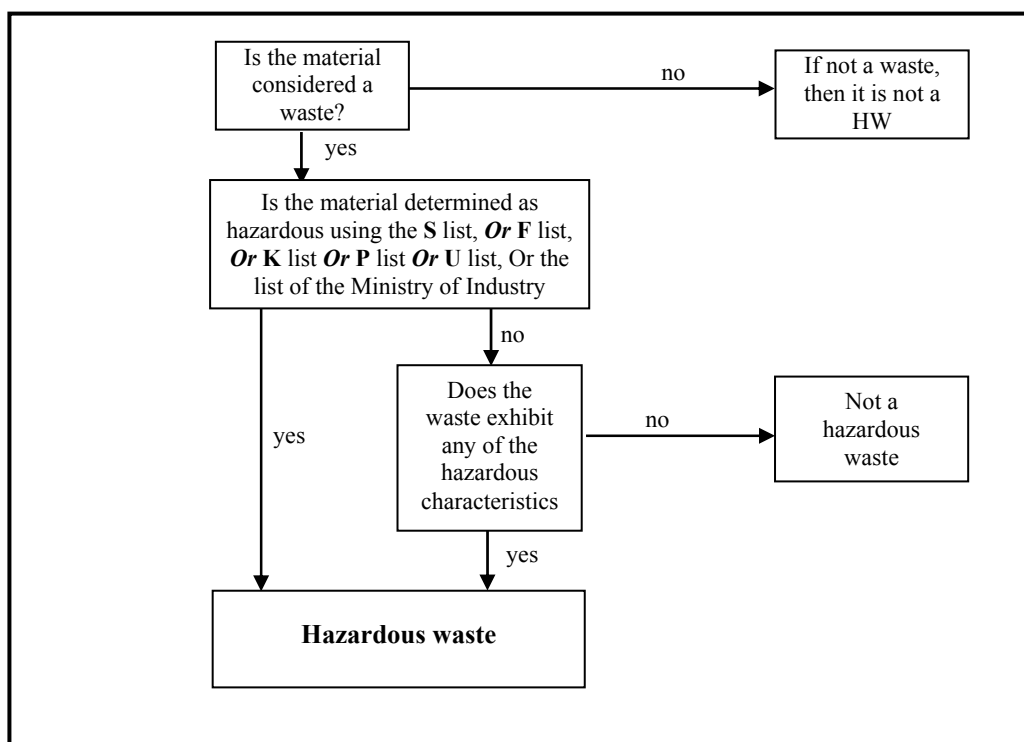 Is the material
considered a
waste?
no
If not a waste,
then it is not a
HW
yes
Is the material determined as
hazardous using the S list, Or F list,
Or K list Or P list Or U list, Or the
list of the Ministry of Industry
no
Does the
waste exhibit
any of the
hazardous
characteristics
yes
no
Not a
hazardous
waste
yes
Hazardous waste